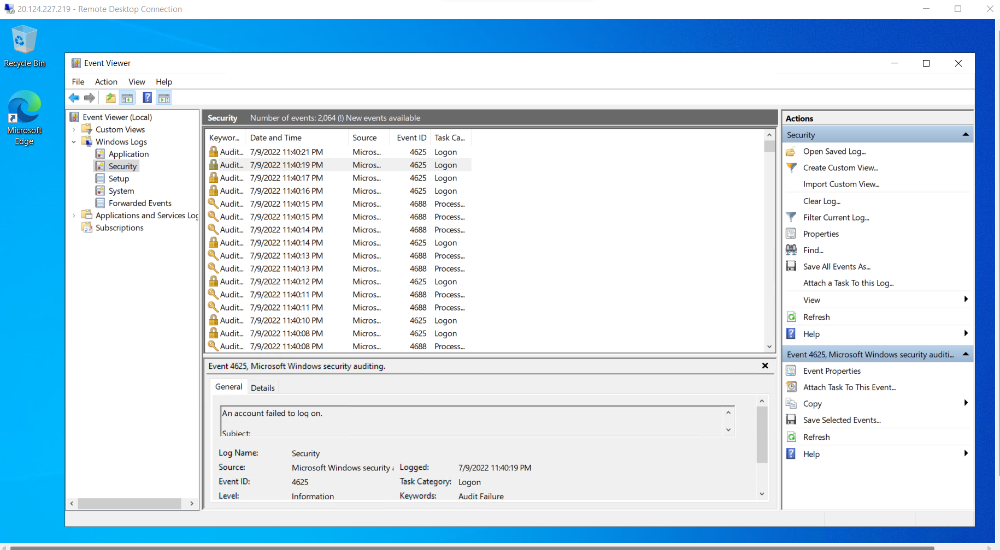 20.124.227.219 - Remote Desktop Connection
Recycle Bin
Microsoft
Edge
Event Viewer
File Action View Help
Event Viewer (Local)
Custom Views
Windows Logs
Application
Security
Setup
System
Forwarded Events
Applications and Services Log
Subscriptions
Security Number of events: 2,064 (!) New events available
Keywor... Date and Time Source Event ID Task Ca...
Audit... 7/9/2022 11:40:21 PM Micros... 4625 Logon
Audit... 7/9/2022 11:40:19 PM Micros... 4625 Logon
Audit... 7/9/2022 11:40:17 PM Micros... 4625 Logon
Audit... 7/9/2022 11:40:16 PM Micros... 4625 Logon
Audit... 7/9/2022 11:40:15 PM Micros... 4688 Process...
Audit... 7/9/2022 11:40:15 PM Micros... 4688 Process...
Audit... 7/9/2022 11:40:14 PM Micros... 4688 Process...
Audit... 7/9/2022 11:40:14 PM Micros... 4625 Logon
Audit... 7/9/2022 11:40:13 PM Micros... 4688 Process...
Audit... 7/9/2022 11:40:13 PM Micros... 4688 Process...
Audit... 7/9/2022 11:40:12 PM Micros... 4625 Logon
Audit... 7/9/2022 11:40:11 PM Micros... 4688 Process...
Audit... 7/9/2022 11:40:11 PM Micros... 4688 Process...
Audit... 7/9/2022 11:40:10 PM Micros... 4625 Logon
Audit... 7/9/2022 11:40:08 PM Micros... 4625 Logon
Audit... 7/9/2022 11:40:08 PM Micros... 4688 Process...
Event 4625, Microsoft Windows security auditing.
General Details
An account failed to log on.
Subject:
Log Name: Security
Source: Microsoft Windows security a Logged: 7/9/2022 11:40:19 PM
Event ID: 4625 Task Category: Logon
Level: Information Keywords: Audit Failure
Actions
Security
Open Saved Log...
Create Custom View...
Import Custom View...
Clear Log...
Filter Current Log...
Properties
Find...
Save All Events As...
Attach a Task To this Log...
View
Refresh
Help
Event 4625, Microsoft Windows security auditi...
Event Properties
Attach Task To This Event...
Copy
Save Selected Events...
Refresh
Help